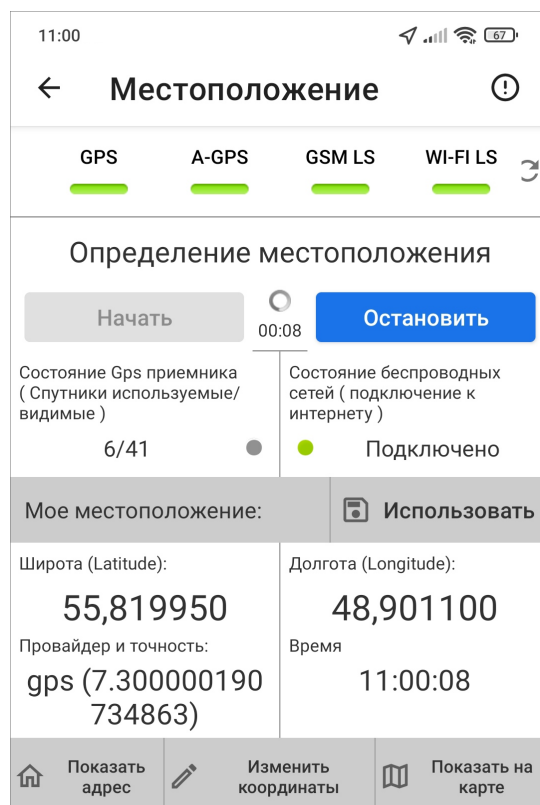 11:00
67
Местоположение
GPS
A-GPS
GSM LS
WI-FI LS
Определение местоположения
Начать
00:08
Остановить
Состояние Gps приемника
( Спутники используемые/
видимые )
6/41
Состояние беспроводных
сетей ( подключение к
интернету )
Подключено
Мое местоположение:
Использовать
Широта (Latitude):
55,819950
Долгота (Longitude):
48,901100
Провайдер и точность:
gps (7.300000190
734863)
Время
11:00:08
Показать
адрес
Изменить
координаты
Показать на
карте